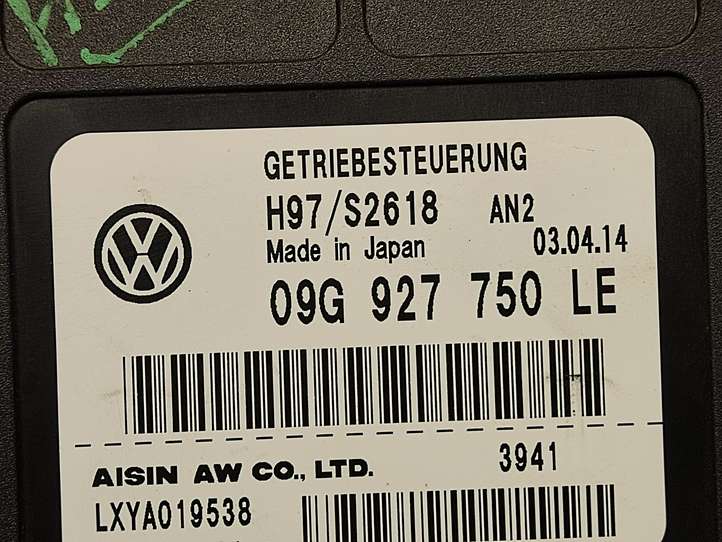 GETRIEBESTEUERUNG
H97/S2618 AN2
Made in Japan 03.04.14
09G 927 750 LE
AISIN AW CO., LTD. 3941
LXYA019538